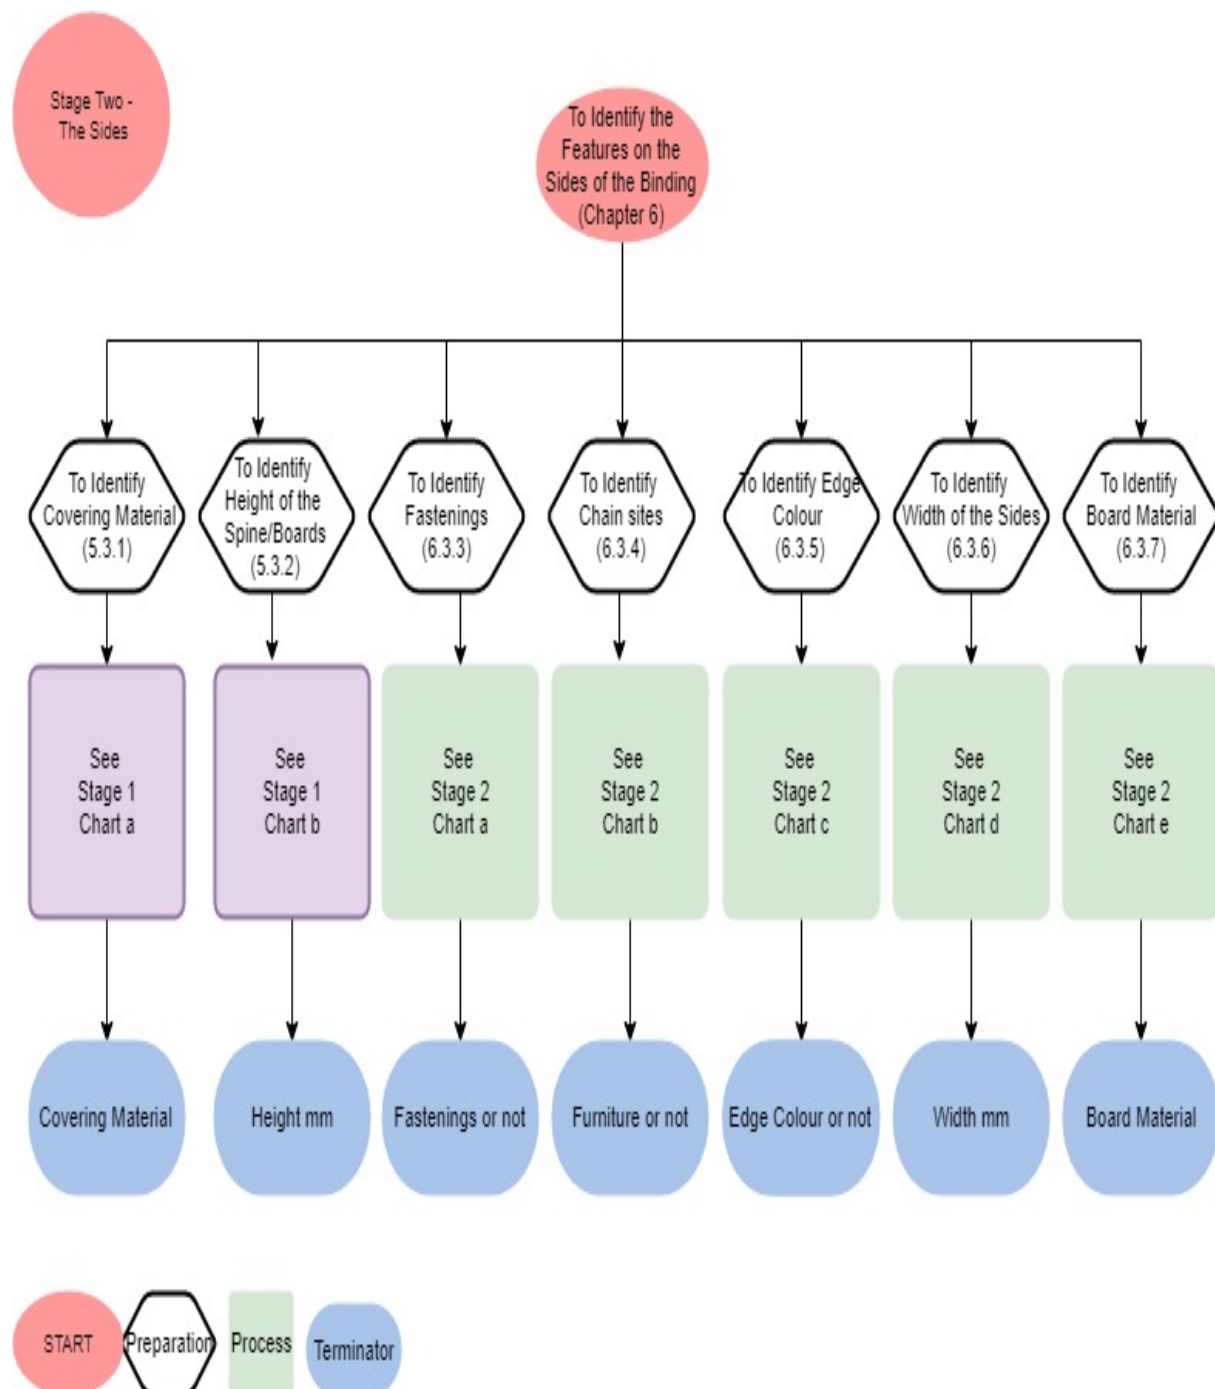 Stage Two -
The Sides
To Identify the
Features on the
Sides of the Binding
(Chapter 6)
To Identify
Covering Material
(5.3.1)
To Identify
Height of the
Spine/Boards
(5.3.2)
To Identify
Fastenings
(6.3.3)
To Identify
Chain sites
(6.3.4)
To Identify Edge
Colour
(6.3.5)
To Identify
Width of the Sides
(6.3.6)
To Identify
Board Material
(6.3.7)
See
Stage 1
Chart a
See
Stage 1
Chart b
See
Stage 2
Chart a
See
Stage 2
Chart b
See
Stage 2
Chart c
See
Stage 2
Chart d
See
Stage 2
Chart e
Covering Material
Height mm
Fastenings or not
Furniture or not
Edge Colour or not
Width mm
Board Material
START
Preparation
Process
Terminator